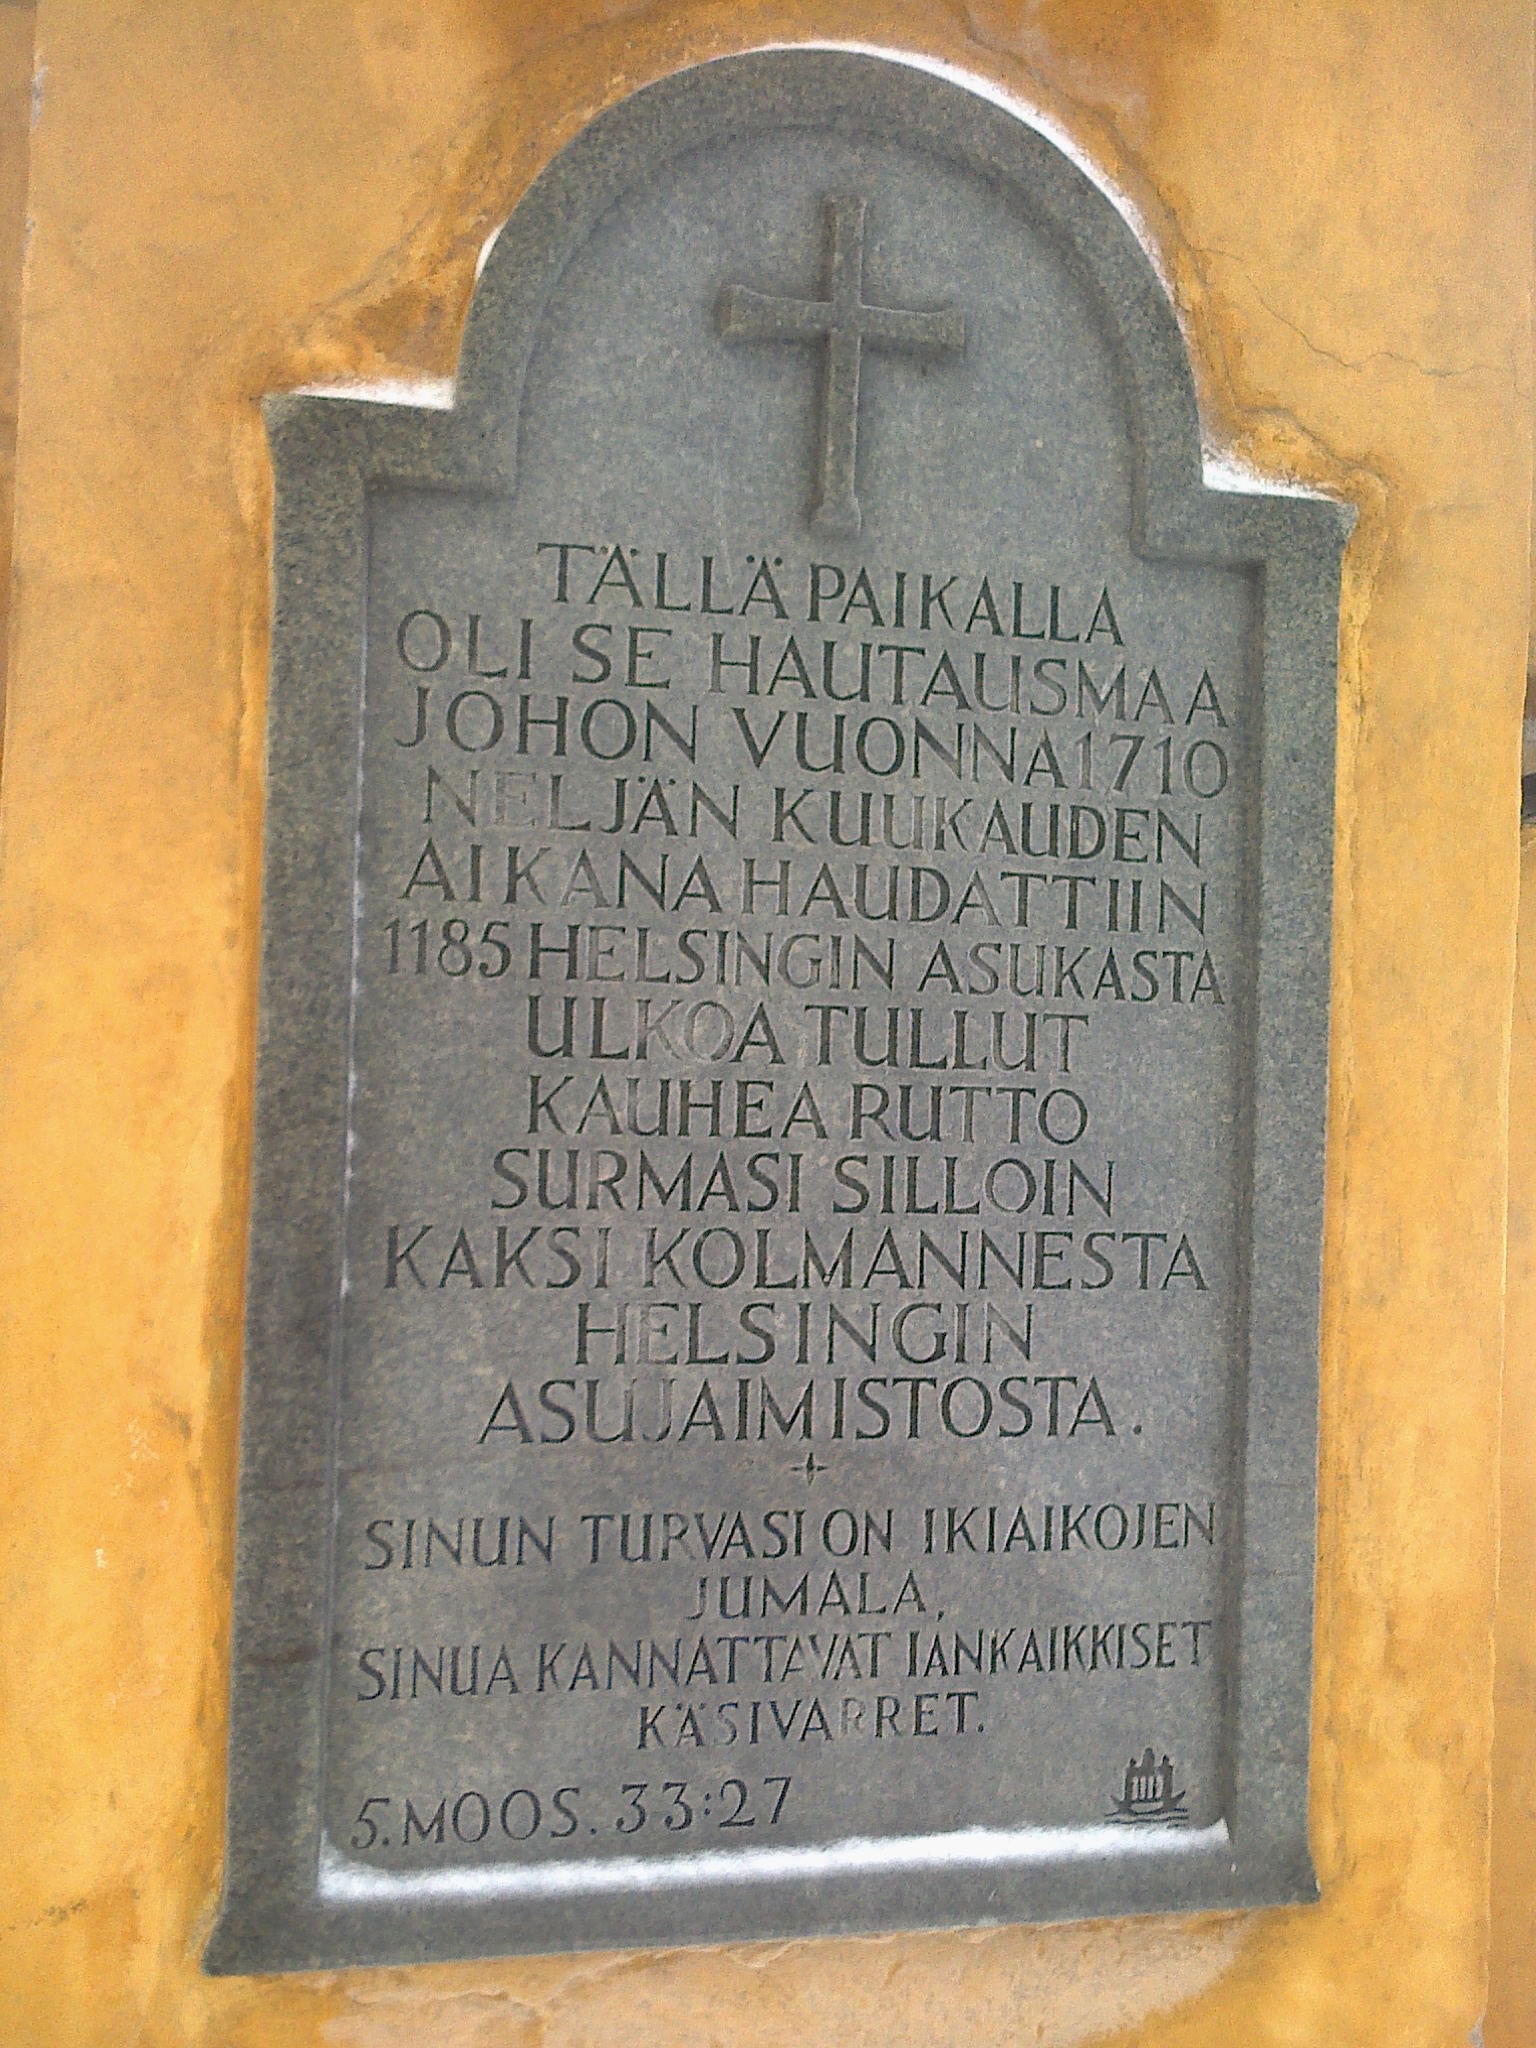 TÄLLÄ PAIKALLA
OLI SE HAUTAUSMAA
JOHON VUONNA 1710
NELJÄN KUUKAUDEN
AIKANA HAUDATTIIN
1185 HELSINGIN ASUKASTA
ULKOA TULLUT
KAUHEA RUTTO
SURMASI SILLOIN
KAKSI KOLMANNESTA
HELSINGIN
ASUJAIMISTOSTA.
SINUN TURVASI ON IKIAIKOJEN
JUMALA,
SINUA KANNATTAVAT IANKAIKKISET
KÄSIVARRET.
5.MOOS. 33:27